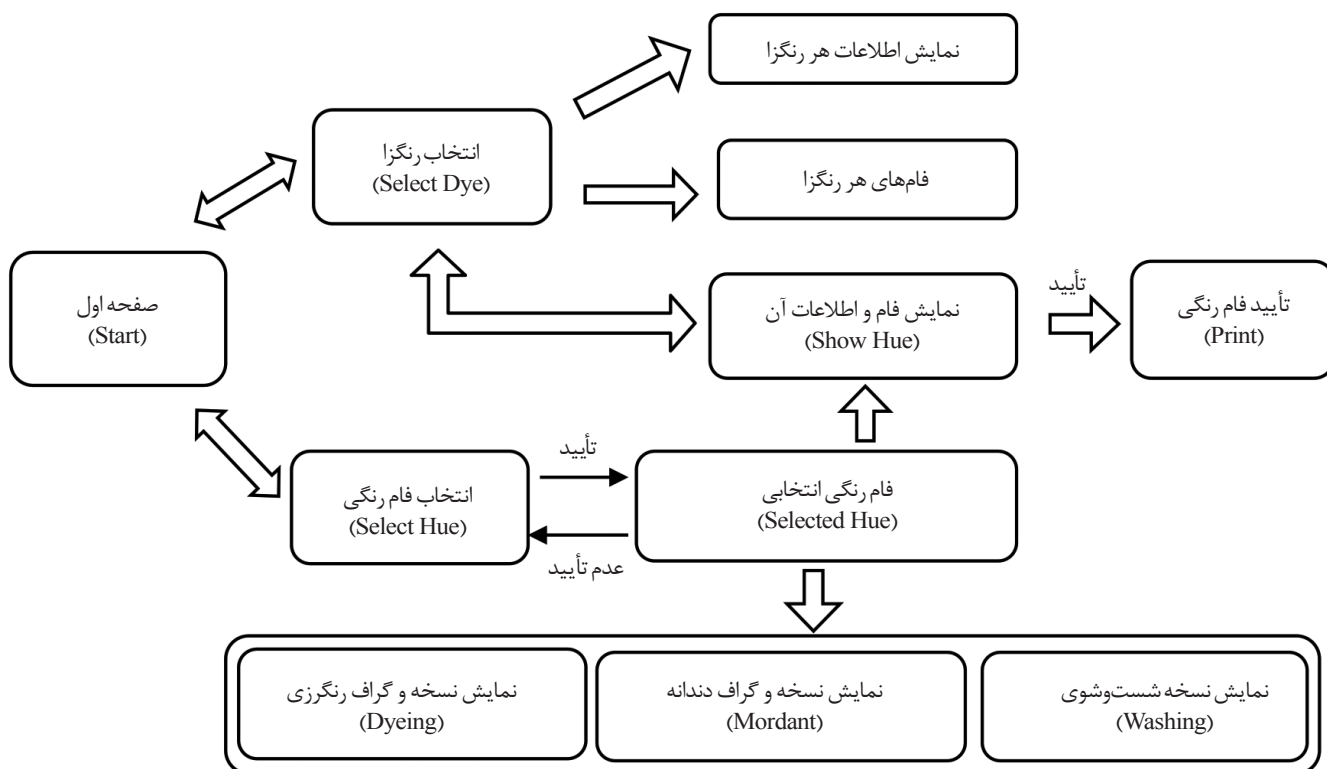 نمایش اطلاعات هر رنگزا
انتخاب رنگزا
(Select Dye)
فام‌های هر رنگزا
صفحه اول
(Start)
نمایش فام و اطلاعات آن
(Show Hue)
تأیید
تأیید فام رنگی
(Print)
انتخاب فام رنگی
(Select Hue)
تأیید
عدم تأیید
فام رنگی انتخابی
(Selected Hue)
نمایش نسخه و گراف رنگرزی
(Dyeing)
نمایش نسخه و گراف دندانه
(Mordant)
نمایش نسخه شست‌وشوی
(Washing)